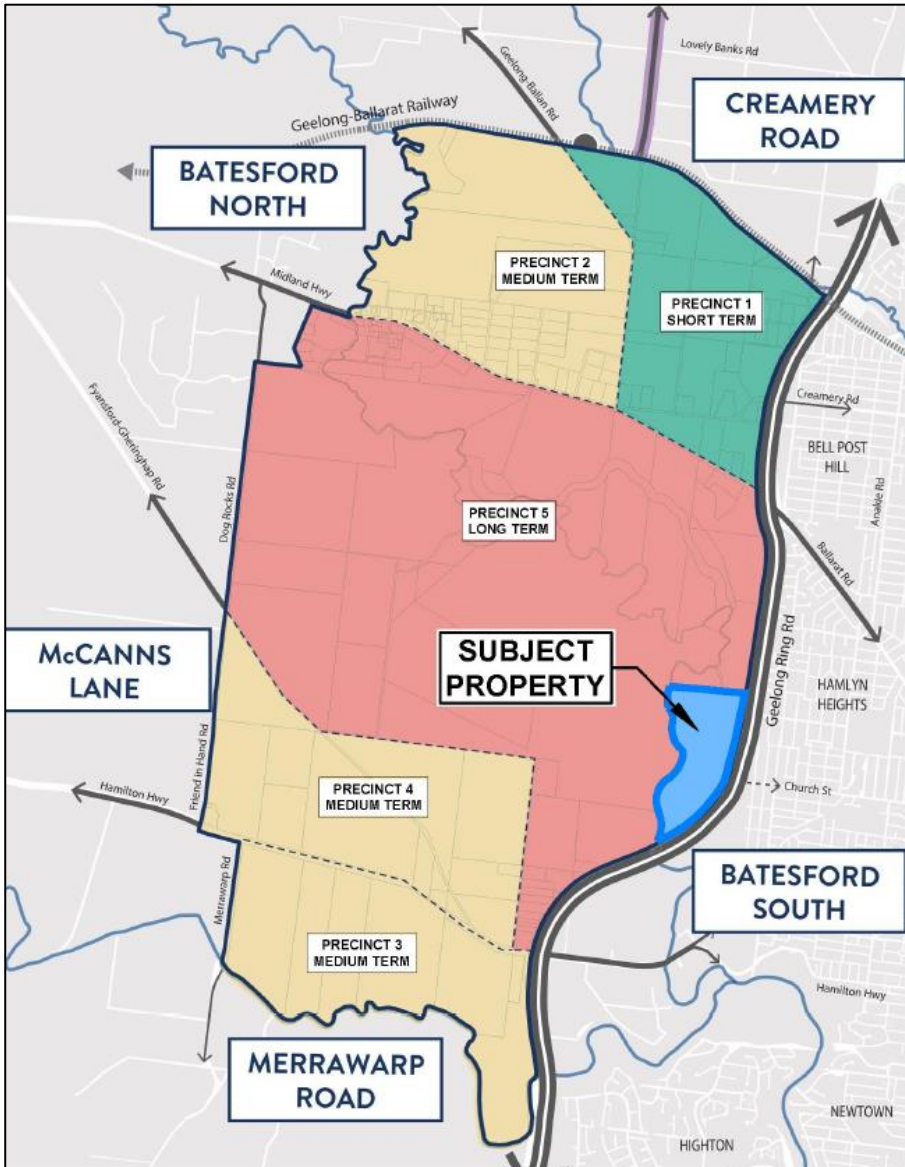 Lovely Banks Rd
Geelong-Ballan Rd
CREAMERY
ROAD
Geelong-Ballarat Railway
BATESFORD
NORTH
PRECINCT 2
MEDIUM TERM
Midland Hwy
PRECINCT 1
SHORT TERM
Creamery Rd
Fyansford-Gheringhap Rd
BELL POST
HILL
Anakie Rd
Dog Rocks Rd
PRECINCT 5
LONG TERM
Ballarat Rd
McCANNS
LANE
SUBJECT
PROPERTY
Geelong Ring Rd
HAMLYN
HEIGHTS
Friend in Hand Rd
Hamilton Hwy
PRECINCT 4
MEDIUM TERM
Church St
BATESFORD
SOUTH
Merrawarp Rd
PRECINCT 3
MEDIUM TERM
Hamilton Hwy
MERRAWARP
ROAD
NEWTOWN
HIGHTON